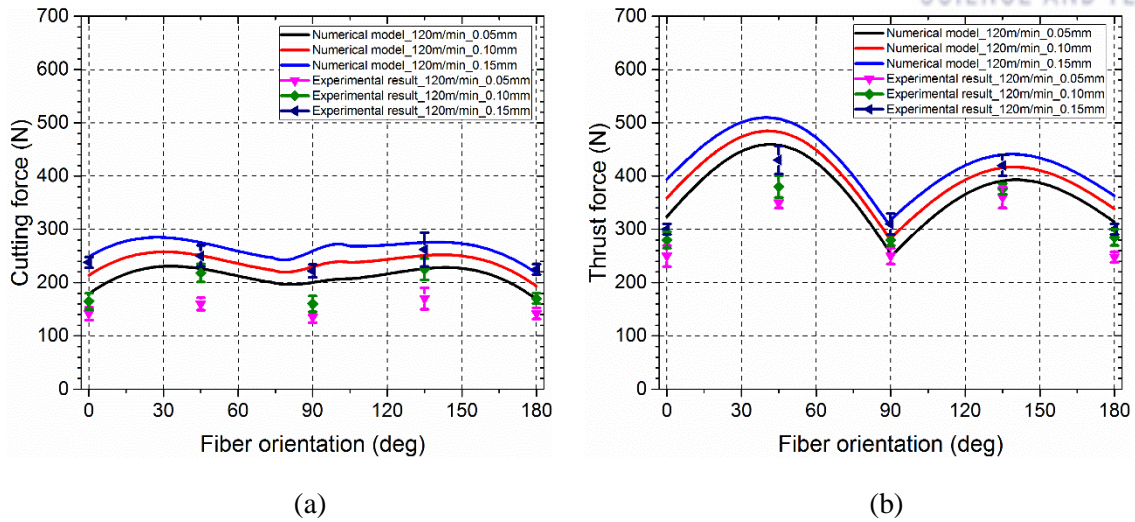 SCIENCE AND
700
600
500
400
300
200
100
0
Cutting force (N)
Numerical model_120m/min_0.05mm
Numerical model_120m/min_0.10mm
Numerical model_120m/min_0.15mm
Experimental result_120m/min_0.05mm
Experimental result_120m/min_0.10mm
Experimental result_120m/min_0.15mm
0 30 60 90 120 150 180
Fiber orientation (deg)
(a)
700
600
500
400
300
200
100
0
Thrust force (N)
Numerical model_120m/min_0.05mm
Numerical model_120m/min_0.10mm
Numerical model_120m/min_0.15mm
Experimental result_120m/min_0.05mm
Experimental result_120m/min_0.10mm
Experimental result_120m/min_0.15mm
0 30 60 90 120 150 180
Fiber orientation (deg)
(b)